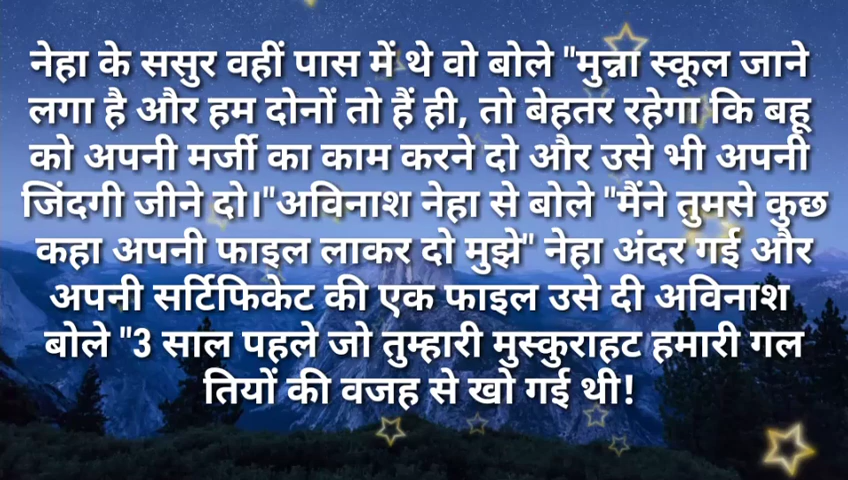 नेहा के ससुर वहीं पास में थे वो बोले "मुन्ना स्कूल जाने
लगा है और हम दोनों तो हैं ही, तो बेहतर रहेगा कि बहू
को अपनी मर्जी का काम करने दो और उसे भी अपनी
जिंदगी जीने दो।"अविनाश नेहा से बोले "मैंने तुमसे कुछ
कहा अपनी फाइल लाकर दो मुझे" नेहा अंदर गई और
अपनी सर्टिफिकेट की एक फाइल उसे दी अविनाश
बोले "3 साल पहले जो तुम्हारी मुस्कुराहट हमारी गल
तियों की वजह से खो गई थी!